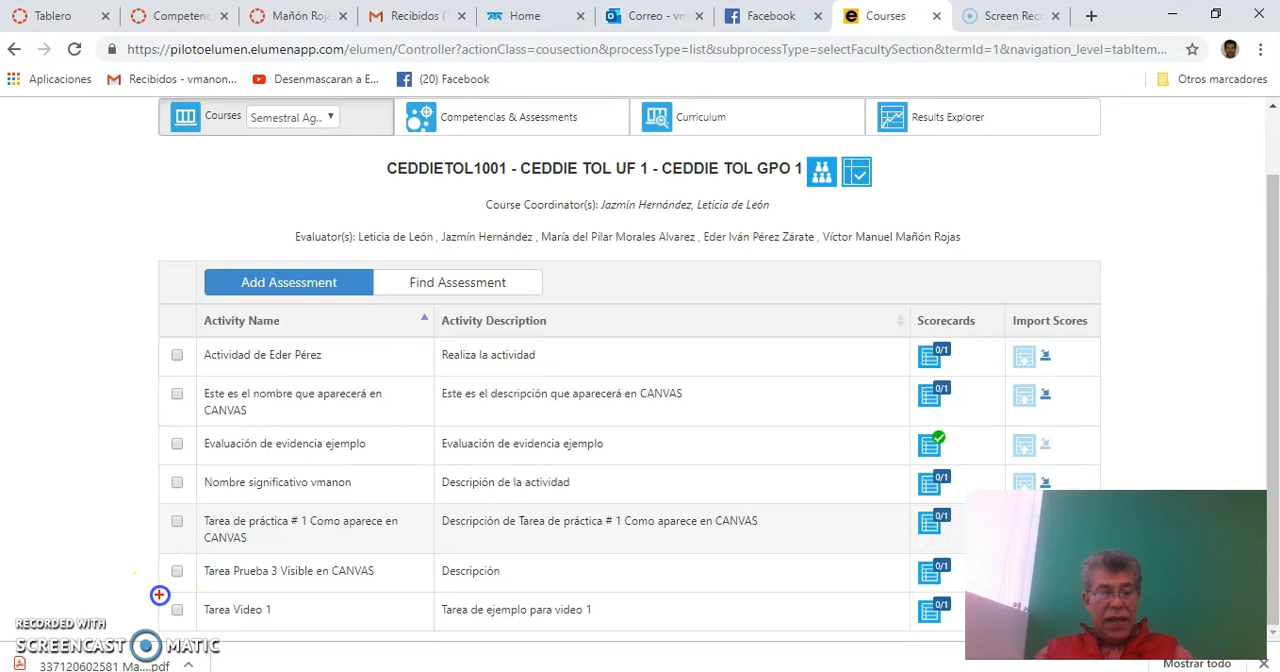 Tablero
Competenc
Mañón Roja
Recibidos (
Home
Correo - vm
Facebook
Courses
Screen Rec
https://pilotoelumen.elumenapp.com/elumen/Controller?actionClass=cousection&processType=list&subprocessType=selectFacultySection&termId=1&navigation_level=tabItem...
Aplicaciones
Recibidos - vmanon...
Desenmascaran a E...
(20) Facebook
Otros marcadores
Courses
Semestral Ag..
Competencies & Assessments
Curriculum
Results Explorer
CEDDIETOL1001 - CEDDIE TOL UF 1 - CEDDIE TOL GPO 1
Course Coordinator(s): Jazmín Hernández, Leticia de León
Evaluator(s): Leticia de León , Jazmín Hernández , María del Pilar Morales Alvarez , Eder Iván Pérez Zárate , Víctor Manuel Mañón Rojas
Add Assessment
Find Assessment
Activity Name
Activity Description
Scorecards
Import Scores
Actividad de Eder Pérez
Realiza la actividad
0/1
Este es el nombre que aparecerá en
CANVAS
Este es el descripción que aparecerá en CANVAS
0/1
Evaluación de evidencia ejemplo
Evaluación de evidencia ejemplo
Nombre significativo vmanon
Descripión de la actividad
0/1
Tarea práctica # 1 Como aparece en
CANVAS
Descripión de Tarea de práctica # 1 Como aparece en CANVAS
0/1
Tarea Prueba 3 Visible en CANVAS
Descripción
0/1
Tarea Video 1
Tarea de ejemplo para video 1
0/1
RECORDED WITH
SCREENCAST MATIC
337120602581 Ma....pdf
Mostrar todo